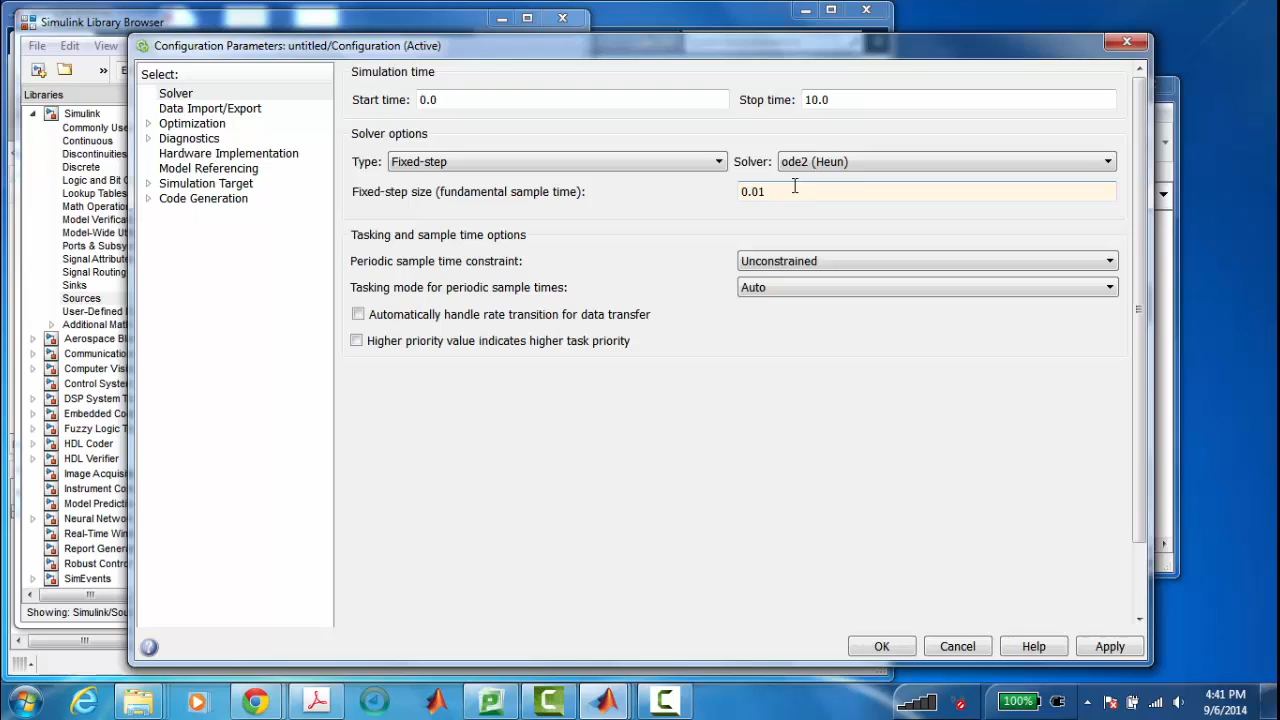 Simulink Library Browser
Configuration Parameters: untitled/Configuration (Active)
File Edit View
»
Libraries
Simulink
Commonly Use
Continuous
Discontinuities
Discrete
Logic and Bit C
Lookup Tables
Math Operatio
Model Verificat
Model-Wide Ut
Ports & Subsy
Signal Attribute
Signal Routing
Sinks
Sources
User-Defined
Additional Mat
Aerospace Bl
Communicatio
Computer Visi
Control System
DSP System T
Embedded Co
Fuzzy Logic T
HDL Coder
HDL Verifier
Image Acquisi
Instrument Co
Model Predicti
Neural Networ
Real-Time Win
Report Genera
Robust Contro
SimEvents
Showing: Simulink/Sou
Select:
Solver
Data Import/Export
Optimization
Diagnostics
Hardware Implementation
Model Referencing
Simulation Target
Code Generation
Simulation time
Start time: 0.0 Stop time: 10.0
Solver options
Type: Fixed-step Solver: ode2 (Heun)
Fixed-step size (fundamental sample time): 0.01
Tasking and sample time options
Periodic sample time constraint: Unconstrained
Tasking mode for periodic sample times: Auto
Automatically handle rate transition for data transfer
Higher priority value indicates higher task priority
OK Cancel Help Apply
100%
4:41 PM
9/6/2014